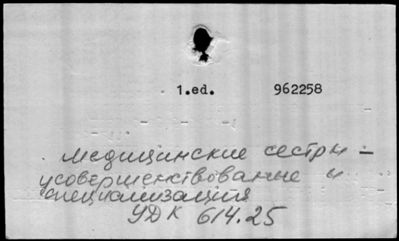 1.ed. 962258
Медицинские сестры –
усовершенствование и
специализация
УДК 614.25